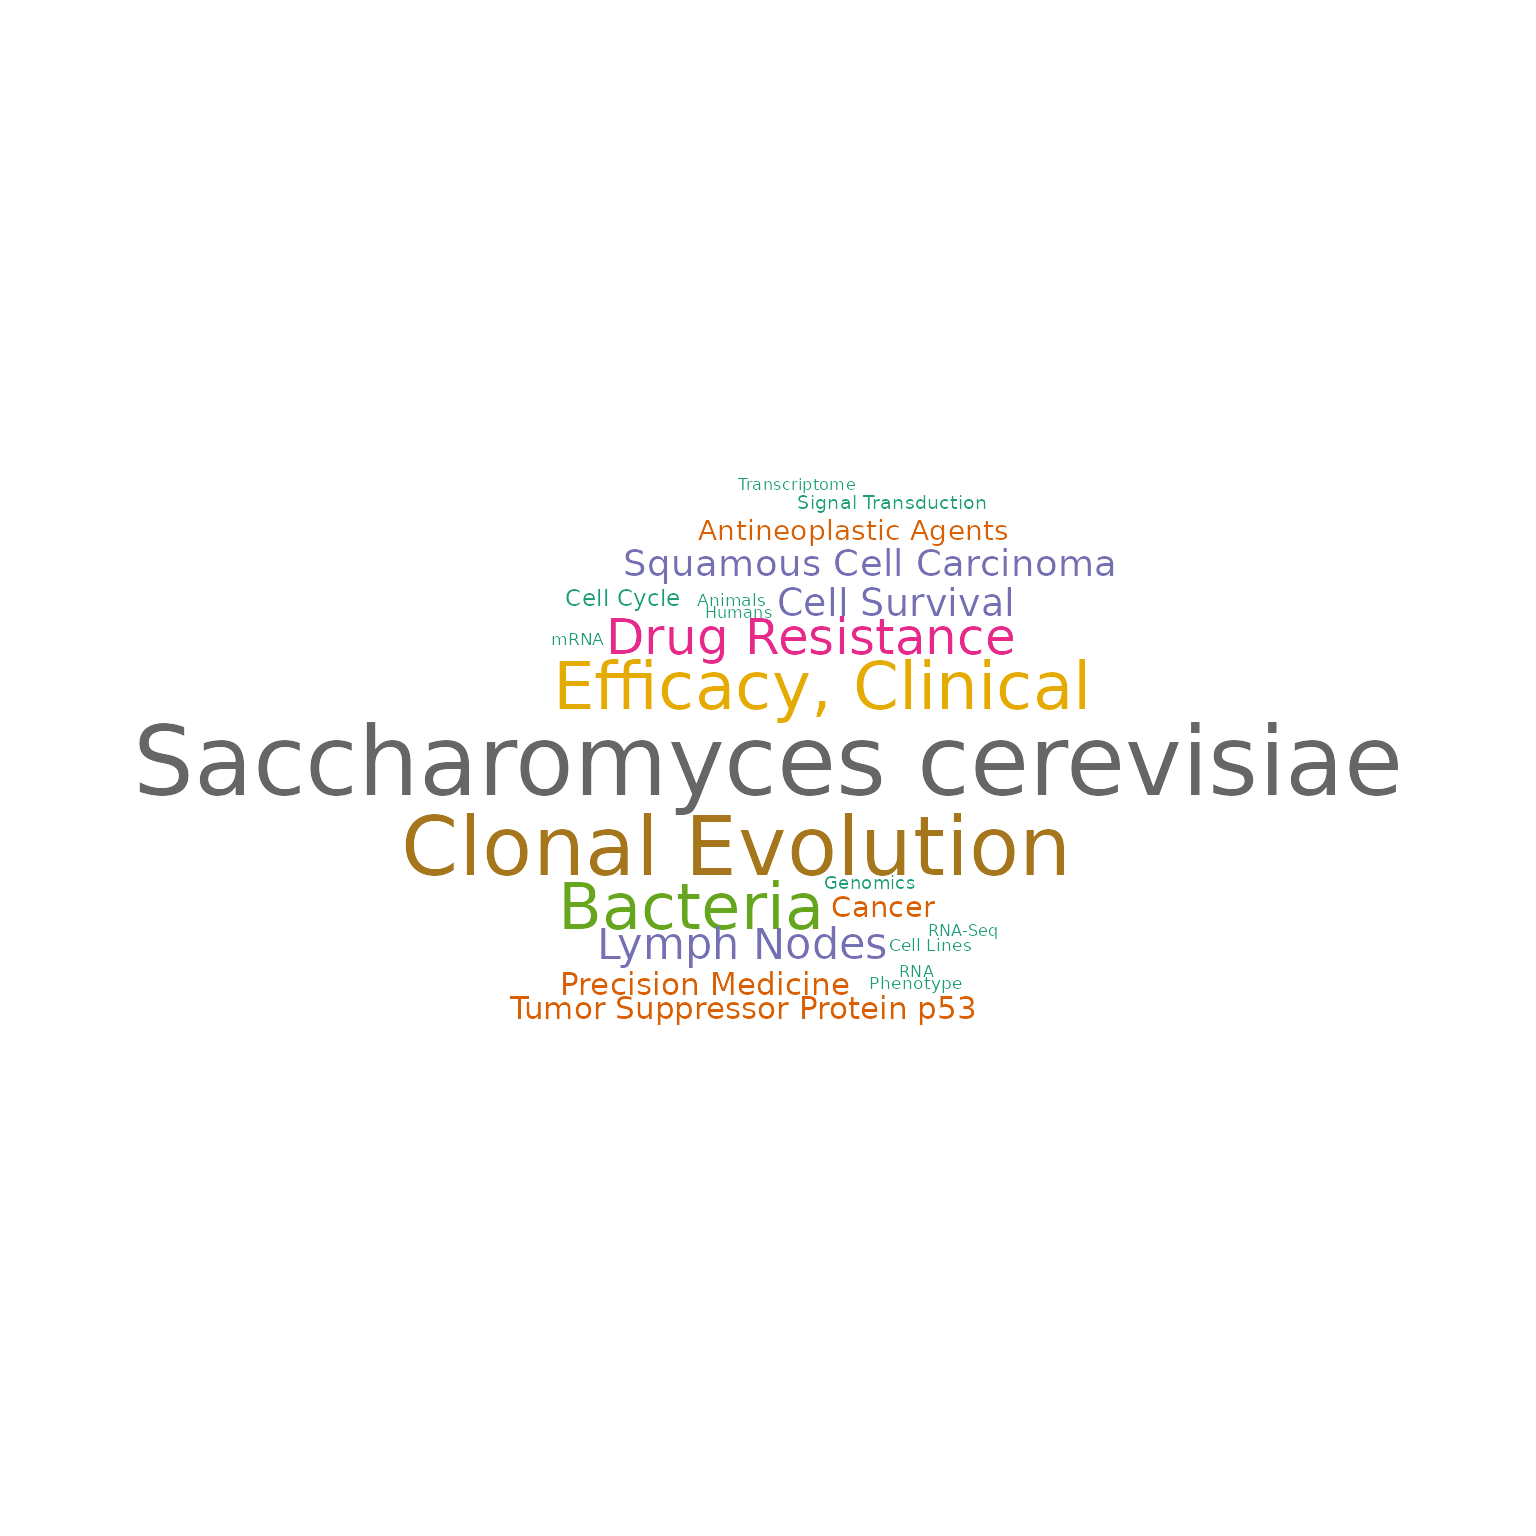 Transcriptome
Signal Transduction
Antineoplastic Agents
Squamous Cell Carcinoma
Cell Cycle
Animals
Cell Survival
Humans
mRNA
Drug Resistance
Efficacy, Clinical
Saccharomyces cerevisiae
Clonal Evolution
Genomics
Bacteria
Cancer
RNA-Seq
Lymph Nodes
Cell Lines
RNA
Precision Medicine
Phenotype
Tumor Suppressor Protein p53